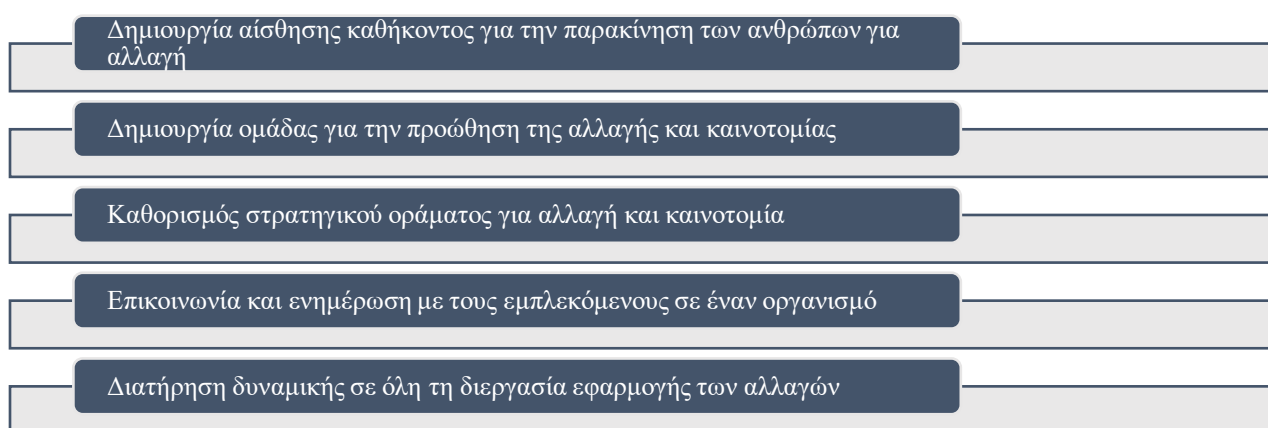 Δημιουργία αίσθησης καθήκοντος για την παρακίνηση των ανθρώπων για
αλλαγή
Δημιουργία ομάδας για την προώθηση της αλλαγής και καινοτομίας
Καθορισμός στρατηγικού οράματος για αλλαγή και καινοτομία
Επικοινωνία και ενημέρωση με τους εμπλεκόμενους σε έναν οργανισμό
Διατήρηση δυναμικής σε όλη τη διεργασία εφαρμογής των αλλαγών